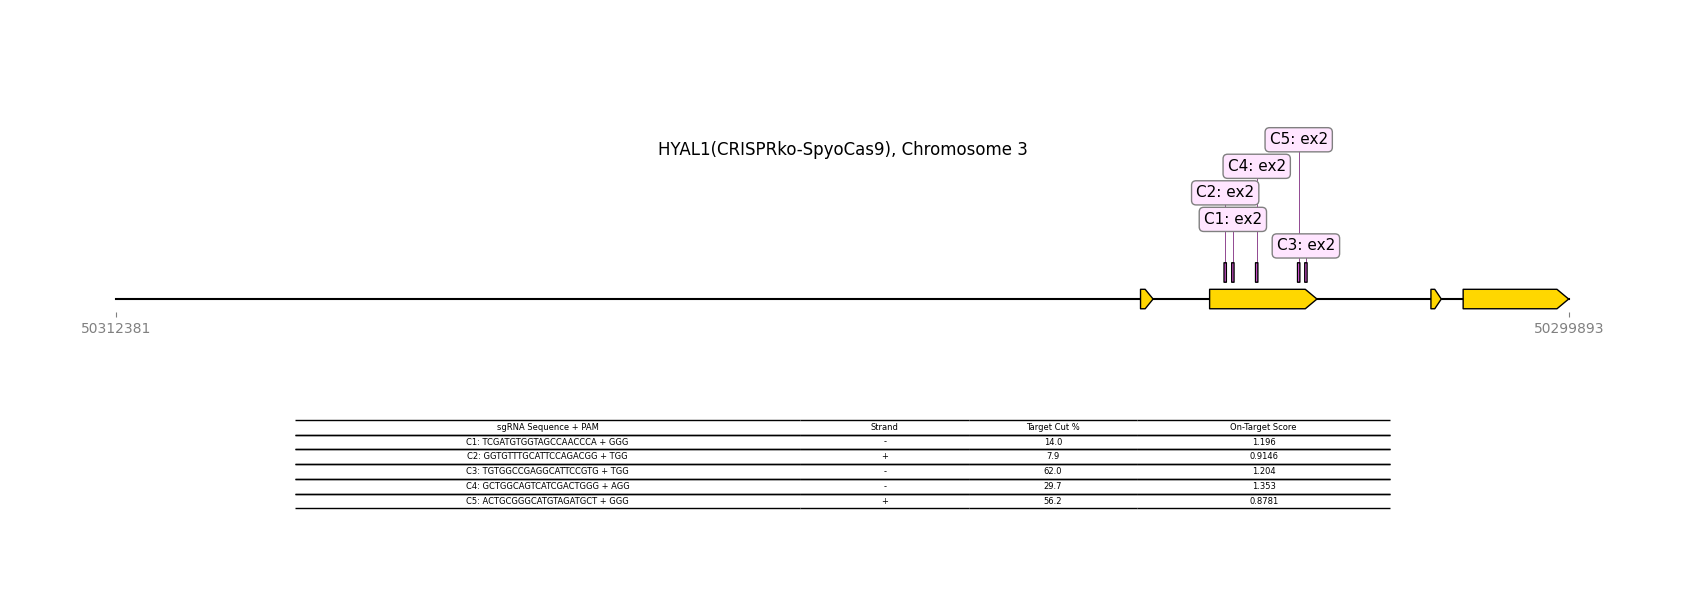 HYAL1(CRISPRko-SpyoCas9), Chromosome 3
C5: ex2
C4: ex2
C2: ex2
C1: ex2
C3: ex2
50312381 50299893
sgRNA Sequence + PAM Strand Target Cut % On-Target Score
C1: TCGATGTGGTAGCCAACCCA + GGG - 14.0 1.196
C2: GGTGTTTGCATTCCAGACGG + TGG + 7.9 0.9146
C3: TGTGGCCGAGGCATTCCGTG + TGG - 62.0 1.204
C4: GCTGGCAGTCATCGACTGGG + AGG - 29.7 1.353
C5: ACTGCGGGCATGTAGATGCT + GGG + 56.2 0.8781